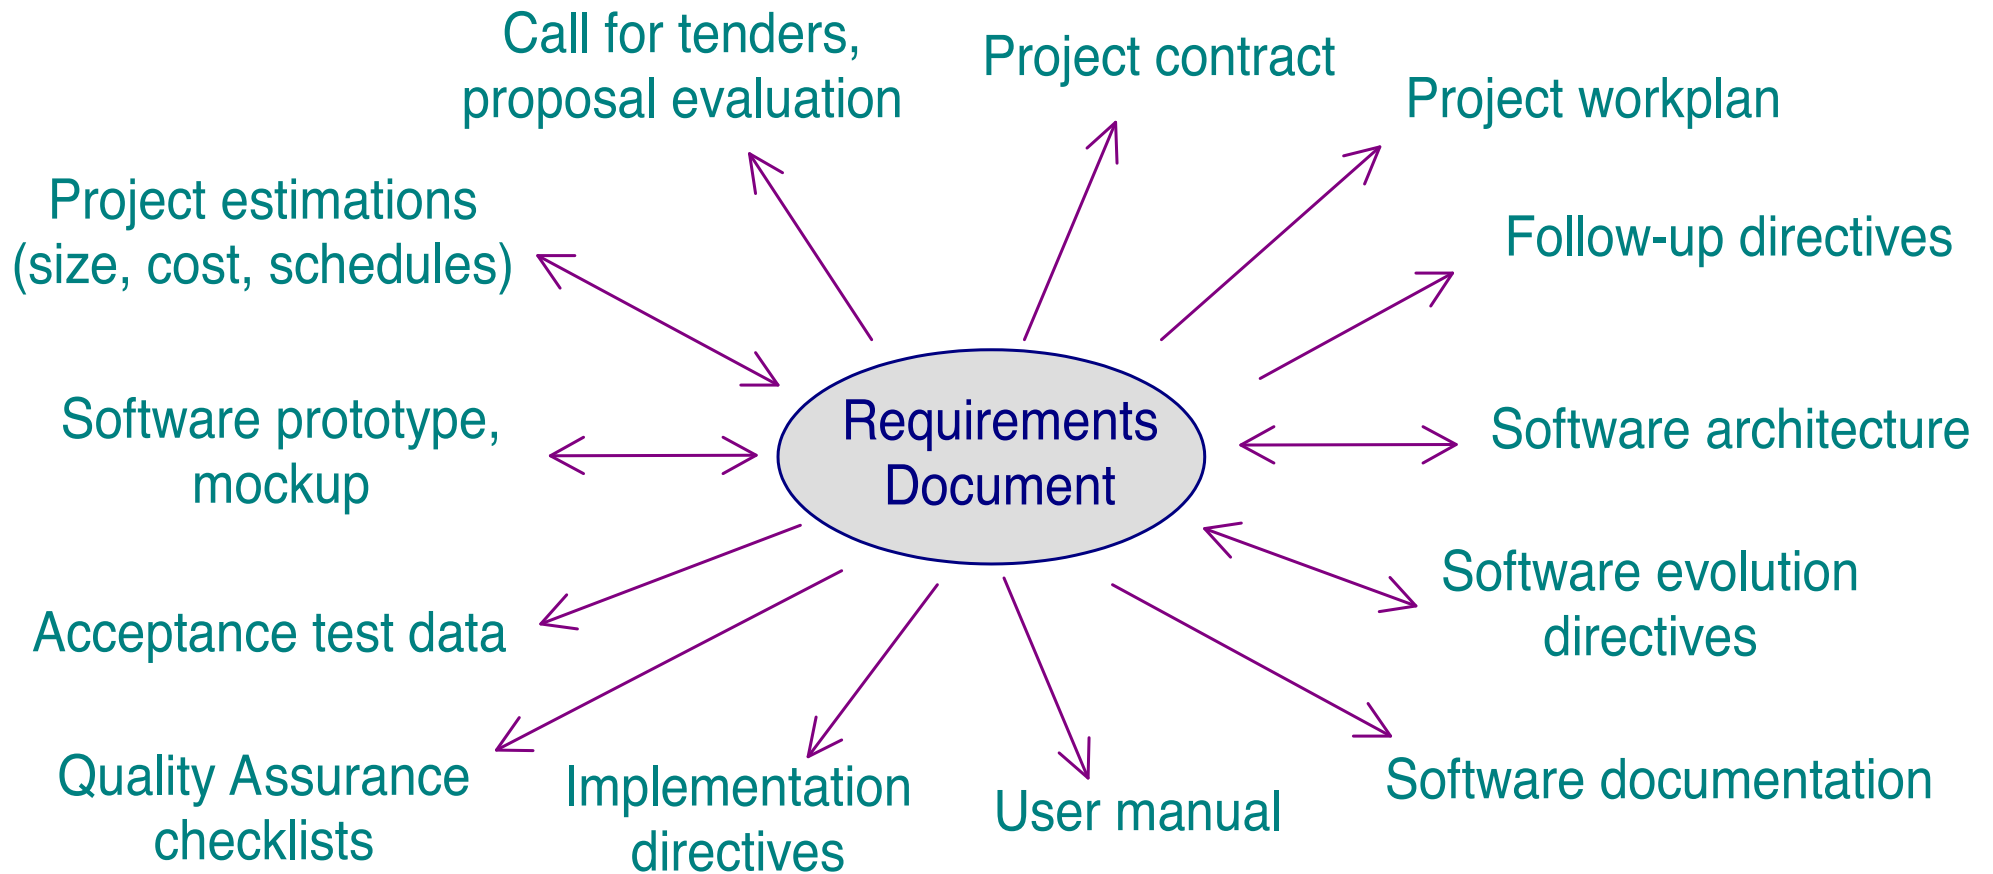 Call for tenders,
proposal evaluation
Project contract
Project workplan
Project estimations
(size, cost, schedules)
Follow-up directives
Software prototype,
mockup
Requirements
Document
Software architecture
Software evolution
directives
Acceptance test data
Quality Assurance
checklists
Implementation
directives
User manual
Software documentation